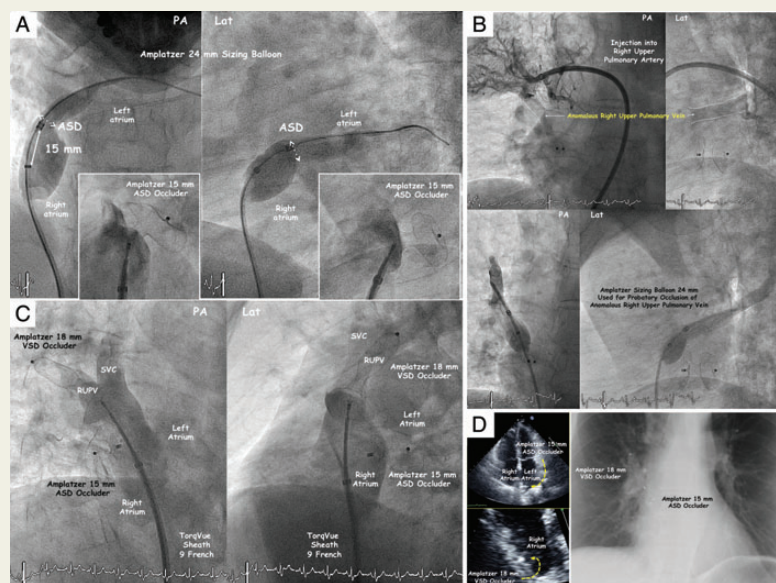 A
PA
Lat
Amplatzer 24 mm Sizing Balloon
Left
atrium
ASD
15 mm
Right
atrium
Amplatzer 15 mm
ASD Occluder
ASD
Left
atrium
Right
atrium
Amplatzer 15 mm
ASD Occluder
B
PA
Lat
Injection into
Right Upper
Pulmonary Artery
Anomalous Right Upper Pulmonary Vein
PA
Lat
Amplatzer Sizing Balloon 24 mm
Used for Probatory Occlusion of
Anomalous Right Upper Pulmonary Vein
C
PA
Lat
Amplatzer 18 mm
VSD Occluder
SVC
RUPV
Left
Atrium
Amplatzer 15 mm
ASD Occluder
Right
Atrium
TorqVue
Sheath
9 French
SVC
RUPV
Amplatzer 18 mm
VSD Occluder
Left
Atrium
Right
Atrium
Amplatzer 15 mm
ASD Occluder
TorqVue
Sheath
9 French
D
Amplatzer 15 mm
ASD Occluder
Right
Atrium
Left
Atrium
Right
Atrium
Amplatzer 18 mm
VSD Occluder
Amplatzer 18 mm
VSD Occluder
Amplatzer 15 mm
ASD Occluder